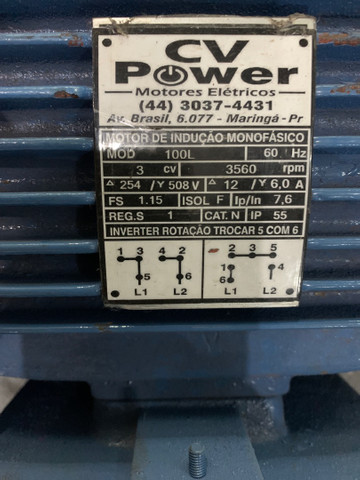 CV
Power
Motores Elétricos
(44) 3037-4431
Av. Brasil, 6.077 - Maringá - Pr
MOTOR DE INDUÇÃO MONOFÁSICO
MOD 100L 60 Hz
3 cv 3560 rpm
△ 254 / Y 508 V △ 12 / Y 6,0 A
FS 1.15 ISOL F Ip/In 7,6
REG.S 1 CAT. N IP 55
INVERTER ROTAÇÃO TROCAR 5 COM 6
1 3 4 2 2 3 5
5 6 1 4
6
L1 L2 L1 L2